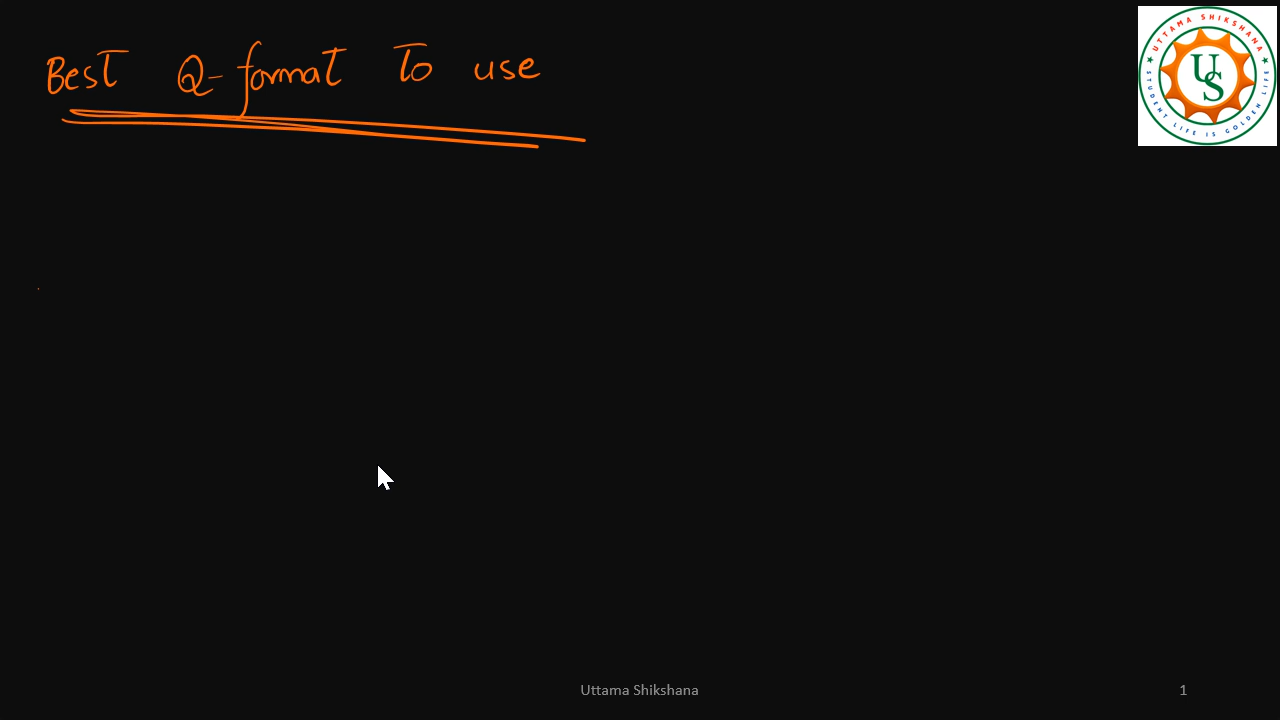 Best Q-format To use
UTTAMA SHIKSHANA
US
STUDENT LIFE IS GOLDEN LIFE
Uttama Shikshana
1